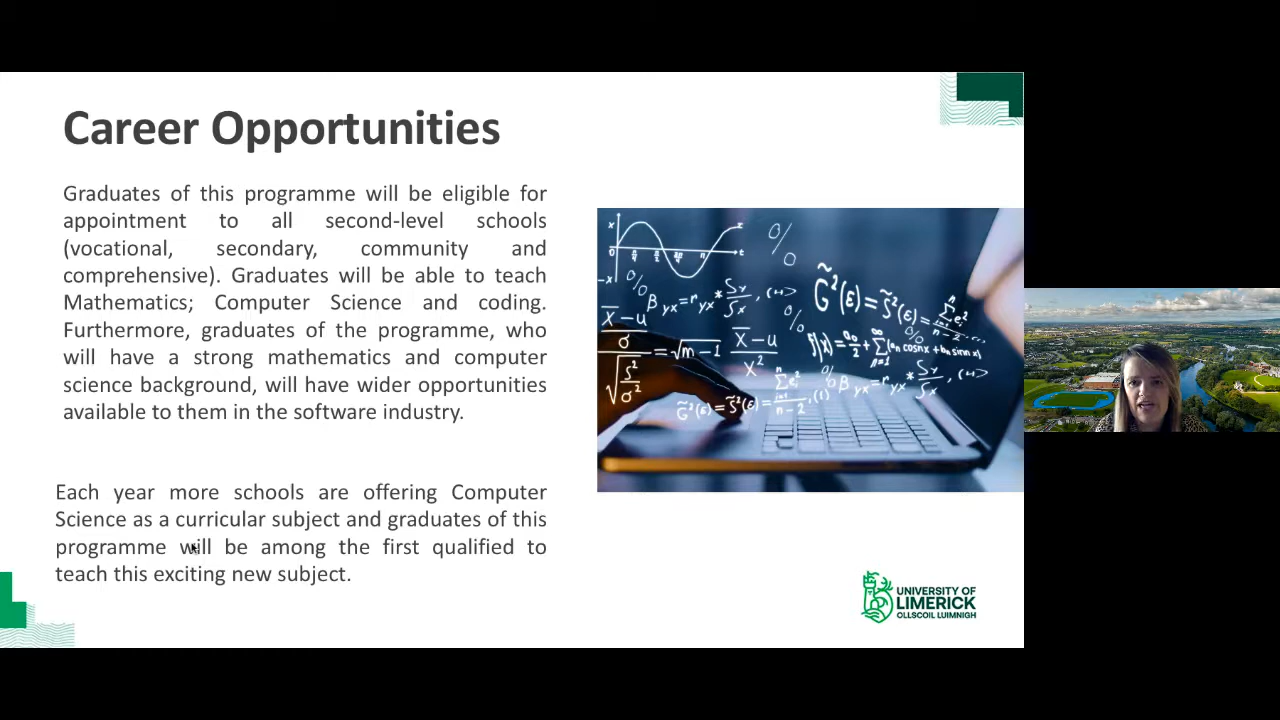 Career Opportunities
Graduates of this programme will be eligible for
appointment to all second-level schools
(vocational, secondary, community and
comprehensive). Graduates will be able to teach
Mathematics; Computer Science and coding.
Furthermore, graduates of the programme, who
will have a strong mathematics and computer
science background, will have wider opportunities
available to them in the software industry.
Each year more schools are offering Computer
Science as a curricular subject and graduates of this
programme will be among the first qualified to
teach this exciting new subject.
UNIVERSITY OF
LIMERICK
OLLSCOIL LUIMNIGH